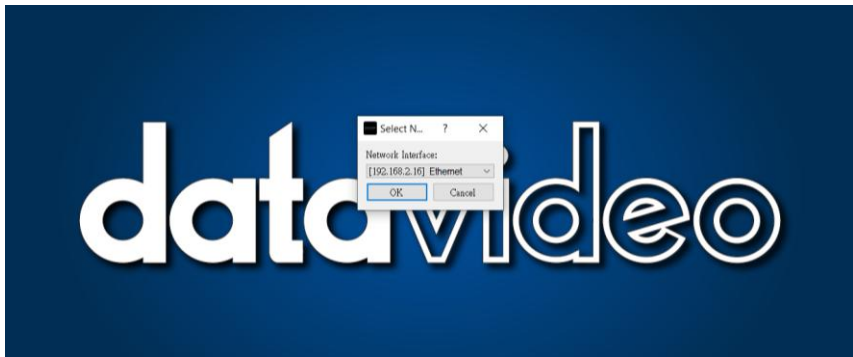 Select N... ? ×
Network Interface:
[192.168.2.16] Ethernet
OK Cancel
datavideo